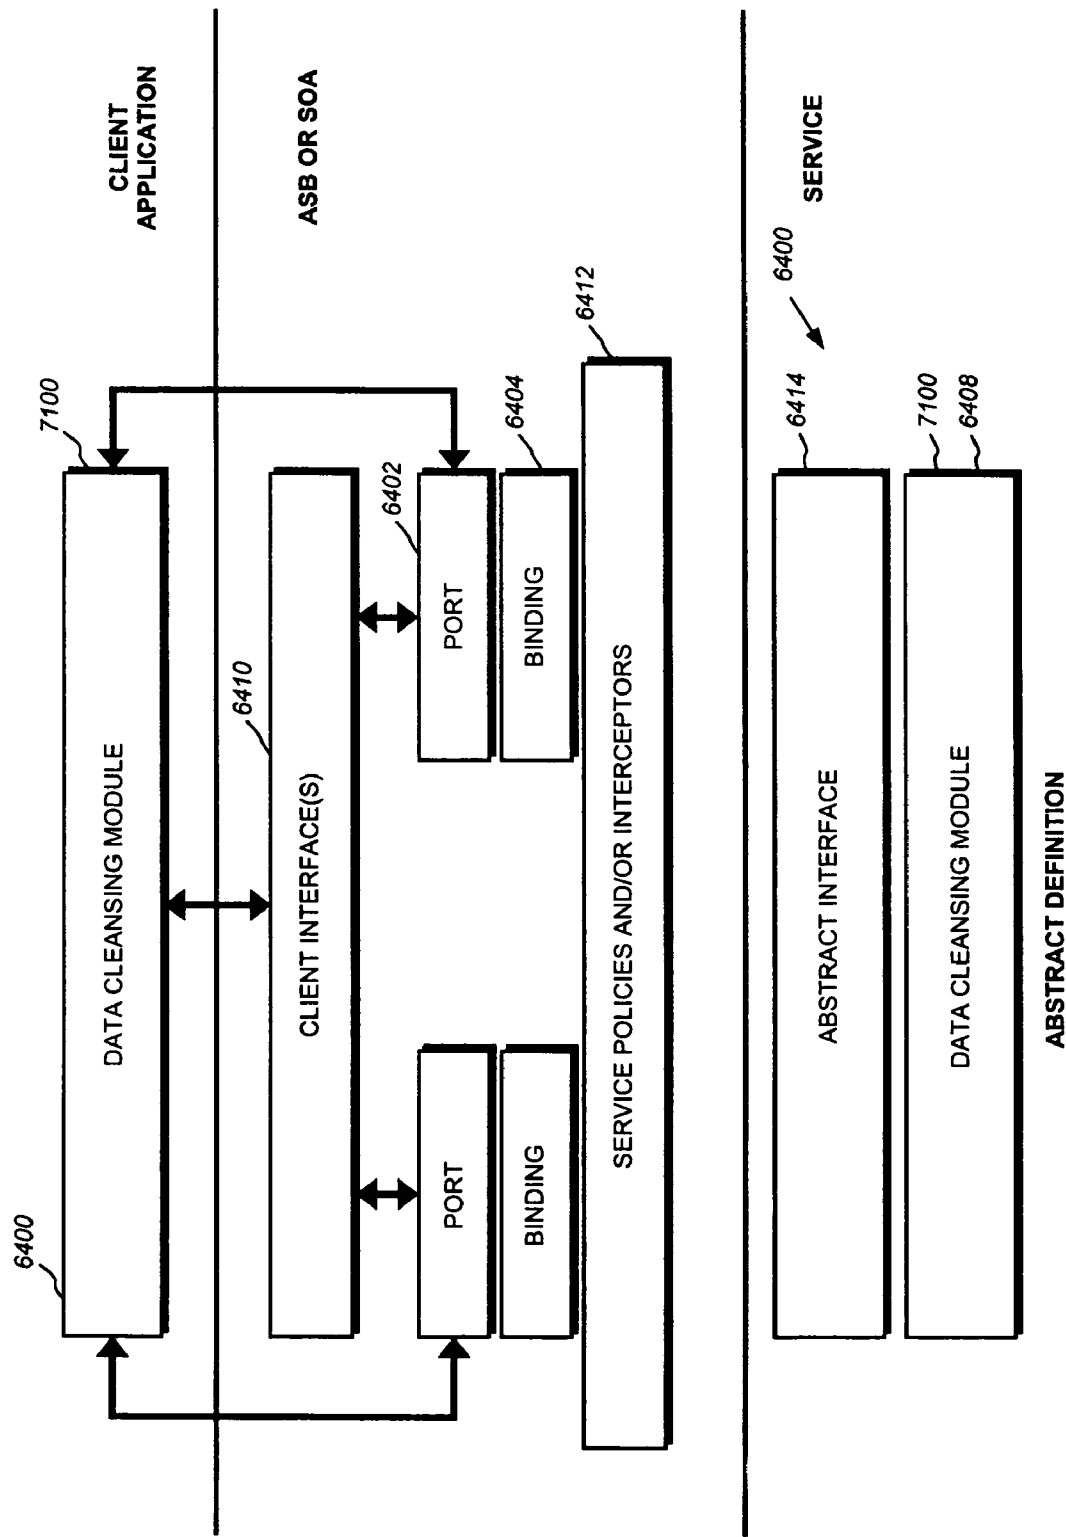 6400
DATA CLEANSING MODULE
7100
CLIENT
APPLICATION
6410
CLIENT INTERFACE(S)
ASB OR SOA
PORT
BINDING
6402
PORT
6404
BINDING
6412
SERVICE POLICIES AND/OR INTERCEPTORS
SERVICE
6400
ABSTRACT INTERFACE
6414
DATA CLEANSING MODULE
7100
6408
ABSTRACT DEFINITION